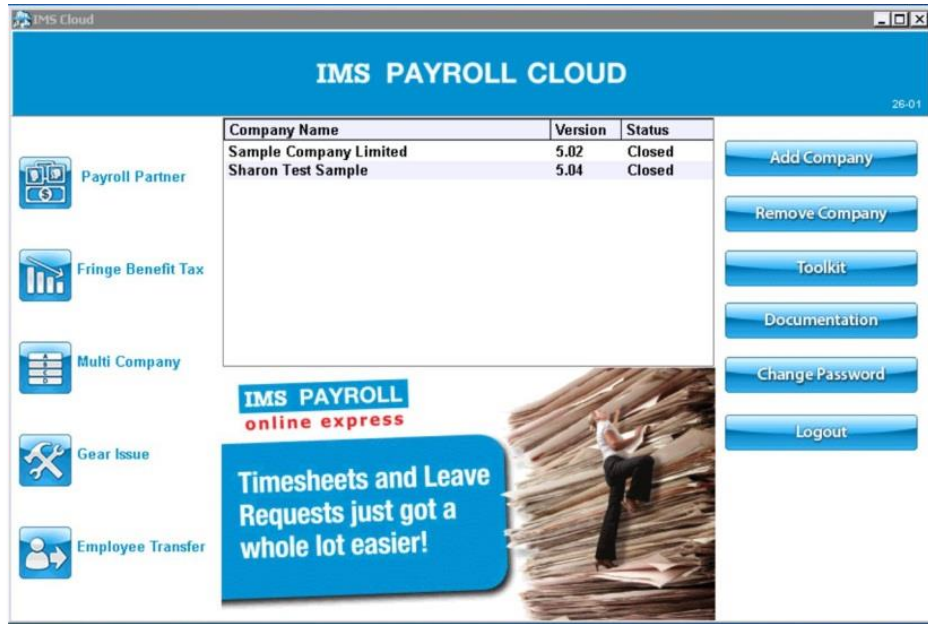 IMS Cloud
IMS PAYROLL CLOUD
26-01
Company Name Version Status
Sample Company Limited 5.02 Closed
Sharon Test Sample 5.04 Closed
Payroll Partner
Fringe Benefit Tax
Multi Company
Gear Issue
Employee Transfer
IMS PAYROLL
online express
Timesheets and Leave
Requests just got a
whole lot easier!
Add Company
Remove Company
Toolkit
Documentation
Change Password
Logout